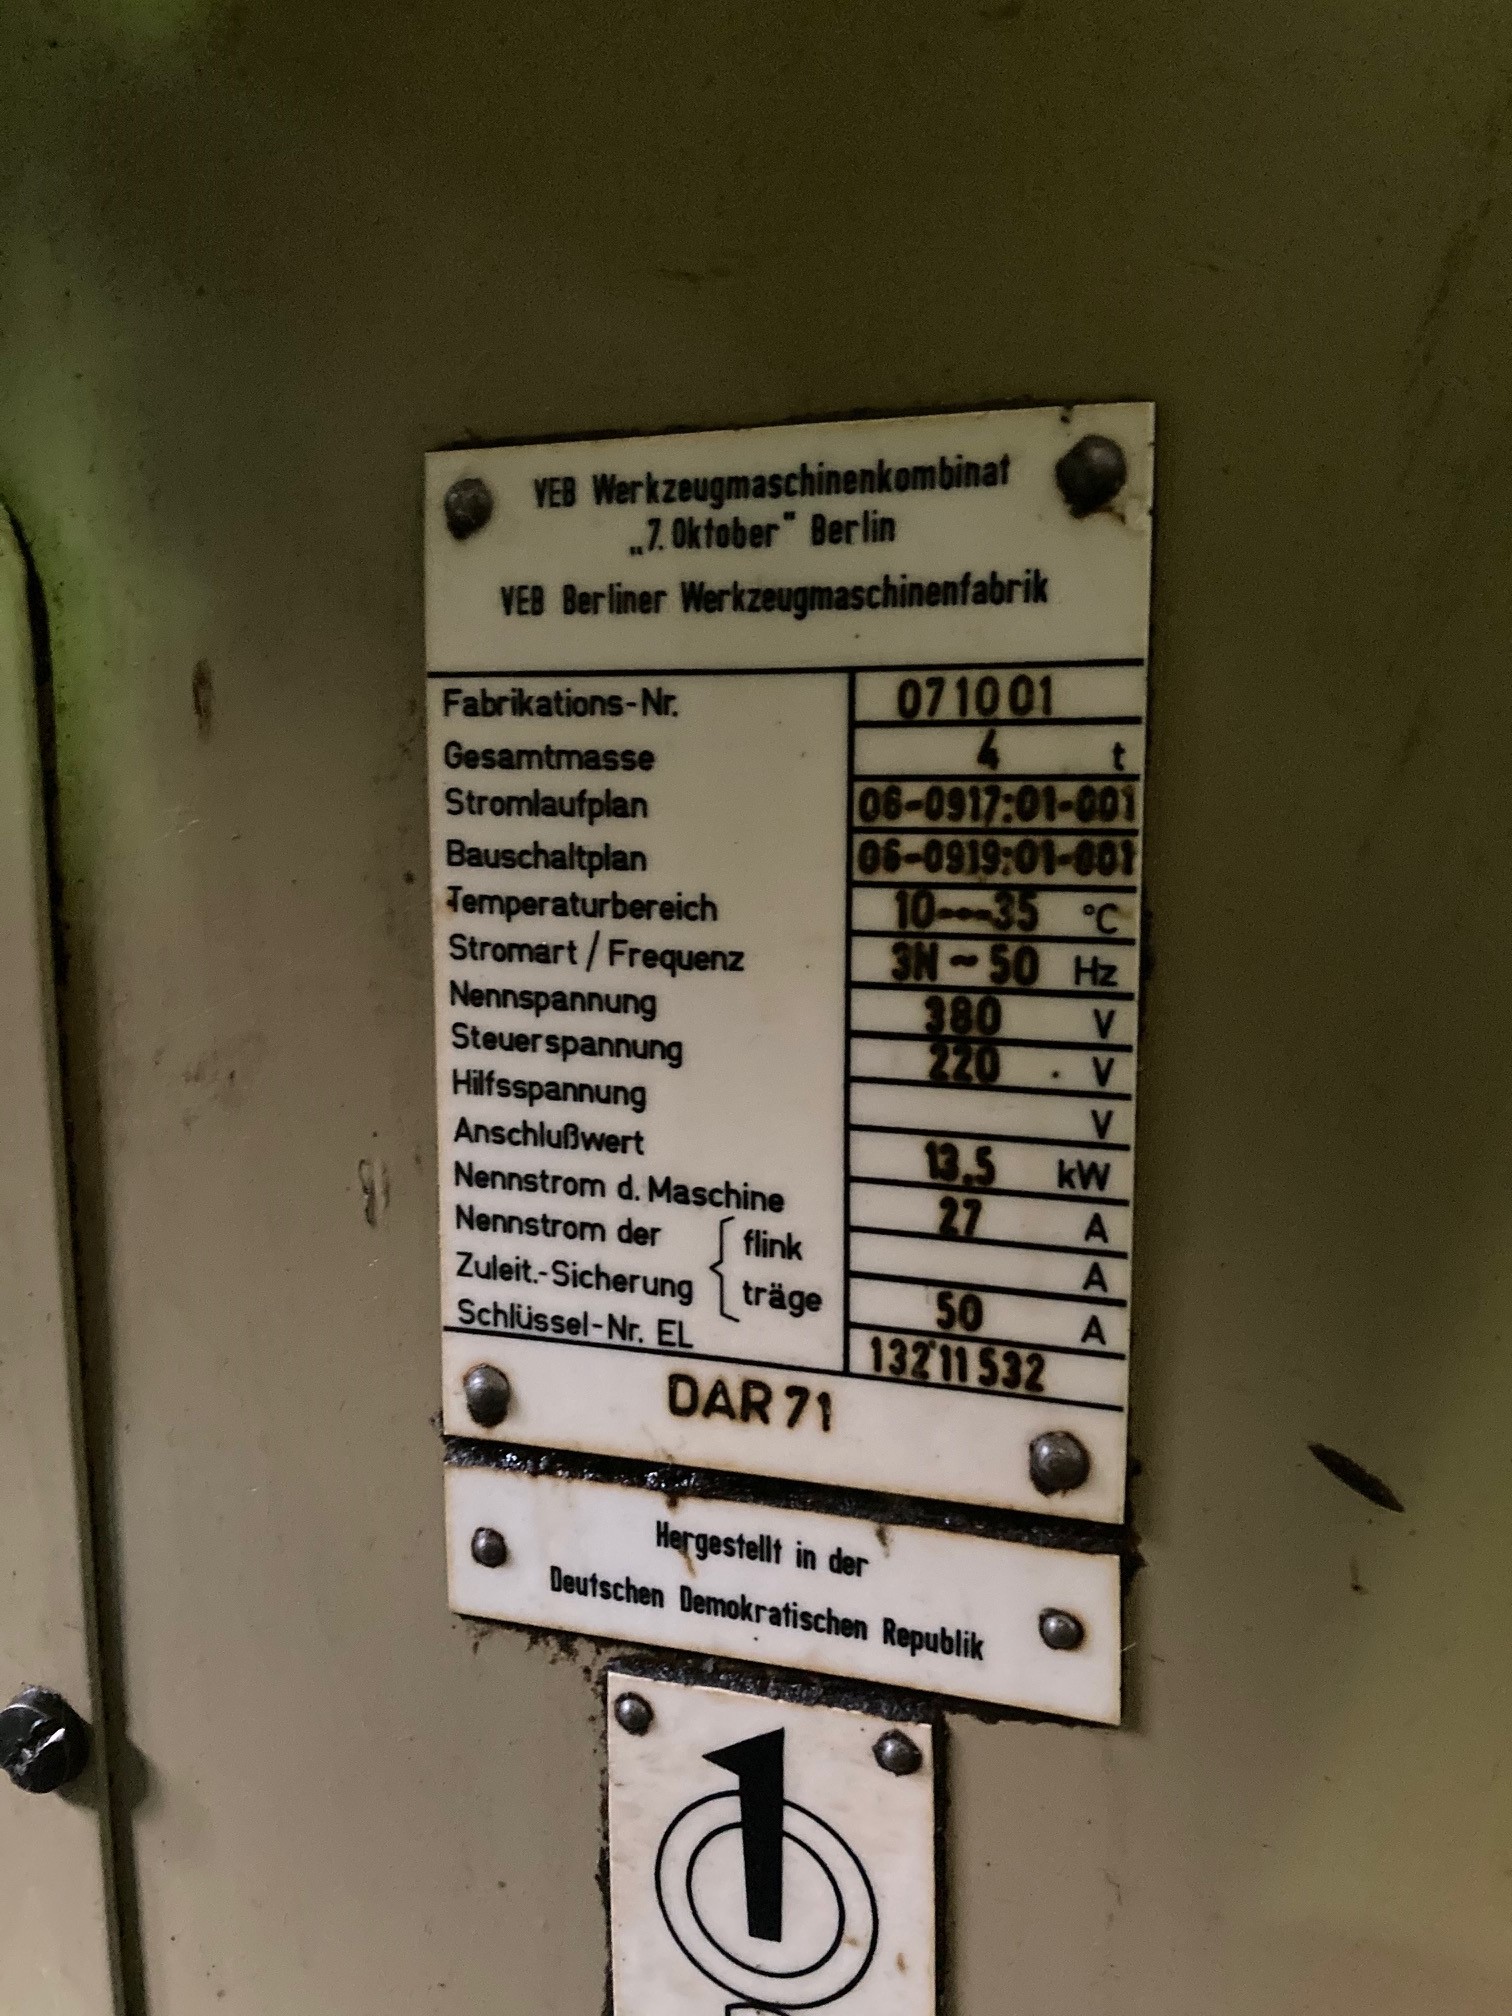 VEB Werkzeugmaschinenkombinat
„7. Oktober" Berlin
VEB Berliner Werkzeugmaschinenfabrik
Fabrikations-Nr. 071001
Gesamtmasse 4 t
Stromlaufplan 06-0917:01-001
Bauschaltplan 06-0919:01-001
Temperaturbereich 10---35 °C
Stromart / Frequenz 3N ~ 50 Hz
Nennspannung 380 V
Steuerspannung 220 V
Hilfsspannung V
Anschlußwert 13,5 kW
Nennstrom d. Maschine 27 A
Nennstrom der flink A
Zuleit.-Sicherung träge 50 A
Schlüssel-Nr. EL 132 11 532
DAR 71
Hergestellt in der
Deutschen Demokratischen Republik
1